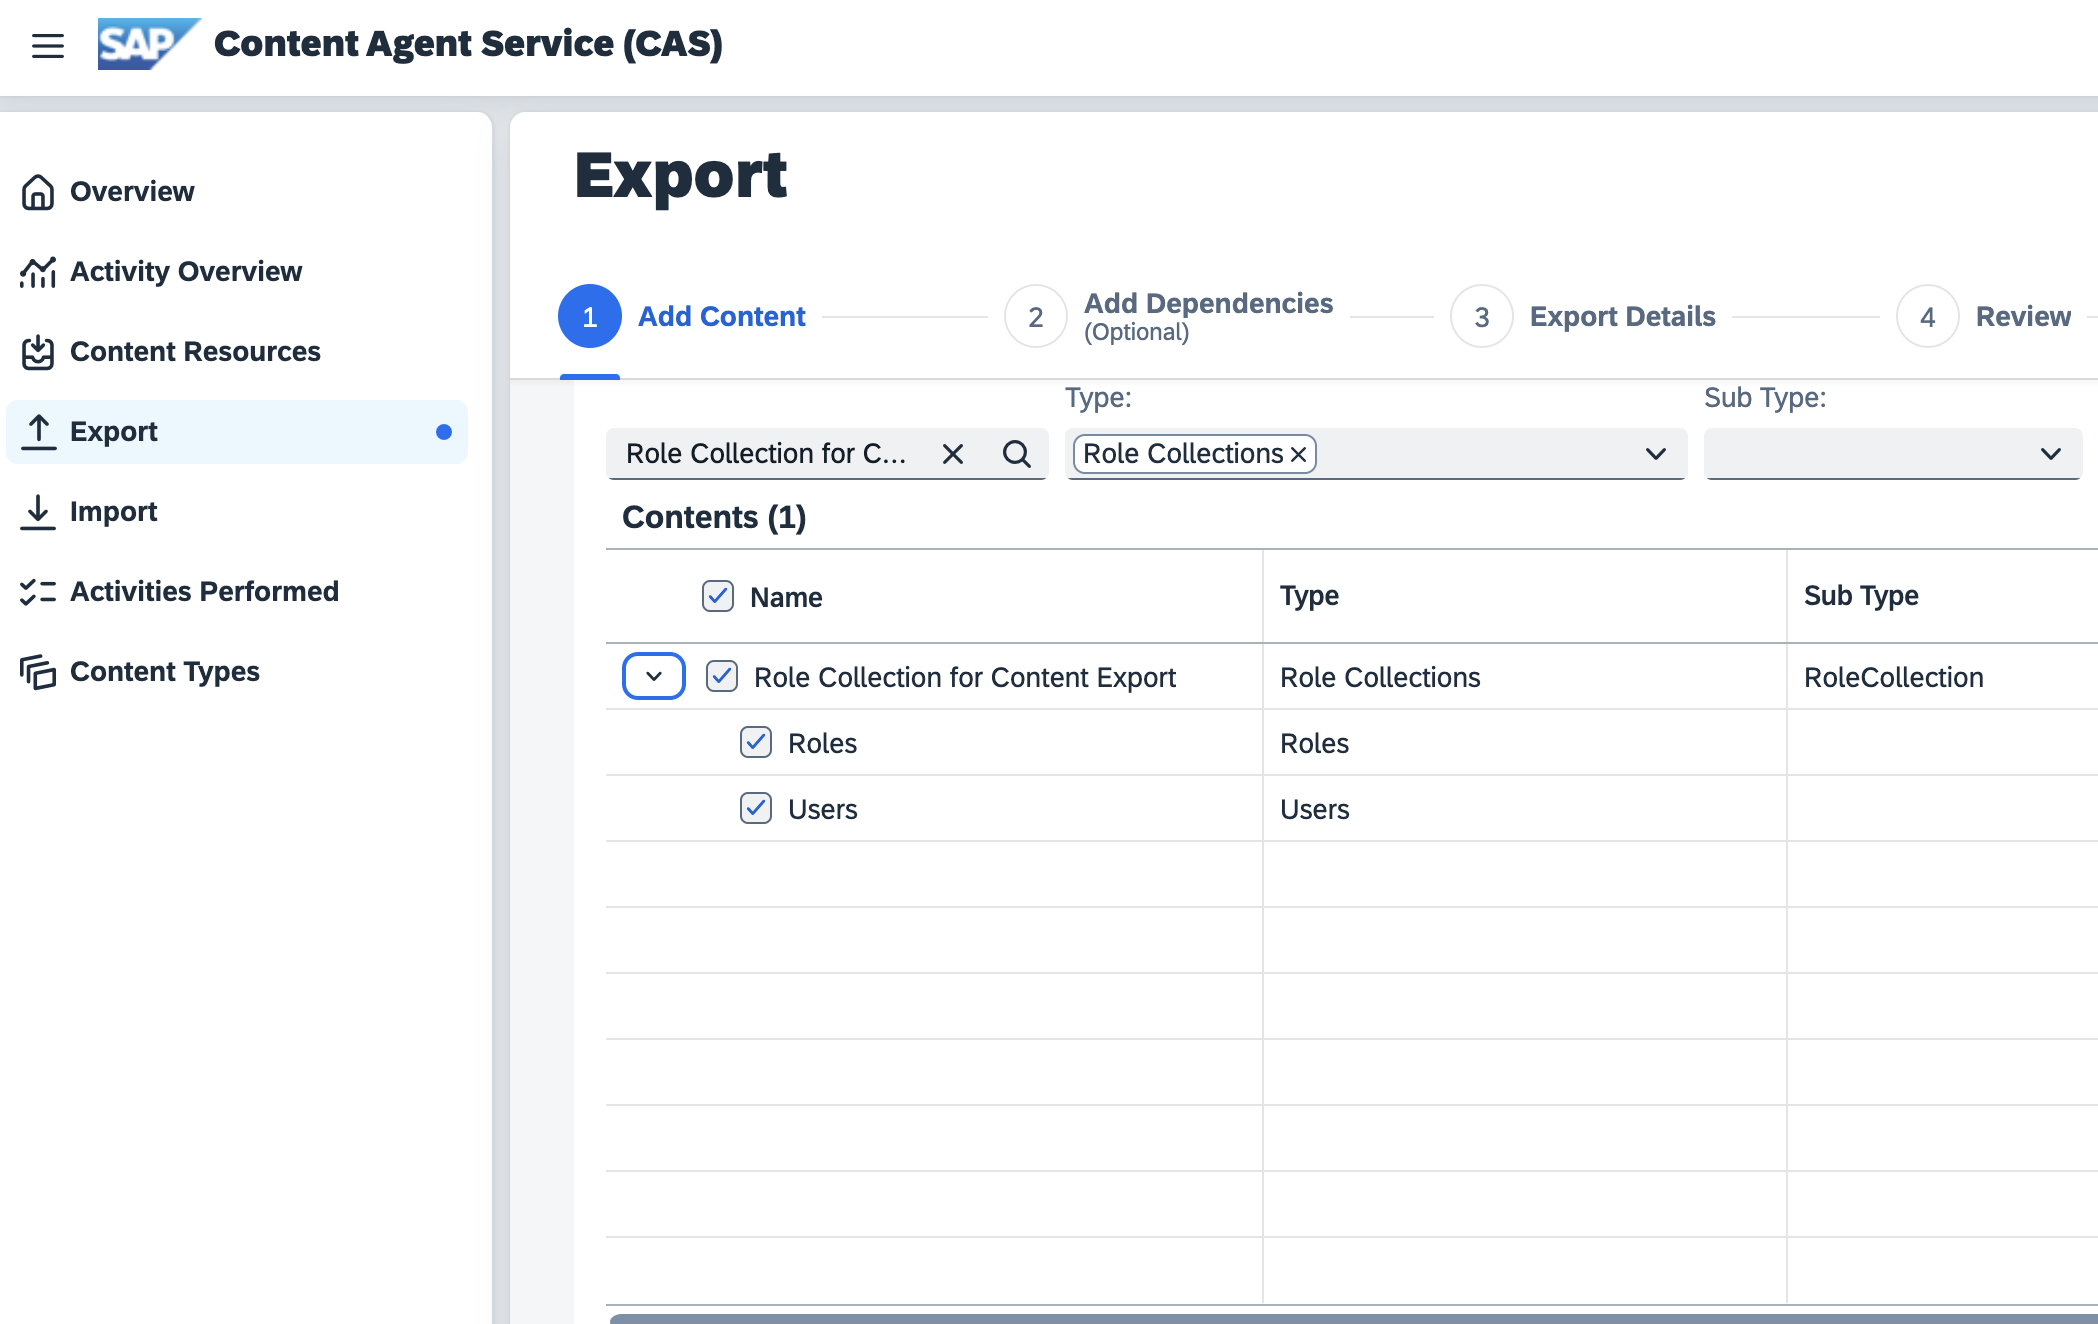 SAP Content Agent Service (CAS)
Overview
Activity Overview
Content Resources
Export
Import
Activities Performed
Content Types
Export
1 Add Content
2 Add Dependencies
(Optional)
3 Export Details
4 Review
Type:
Sub Type:
Role Collection for C...
Role Collections
Contents (1)
Name Type Sub Type
Role Collection for Content Export Role Collections RoleCollection
Roles Roles
Users Users